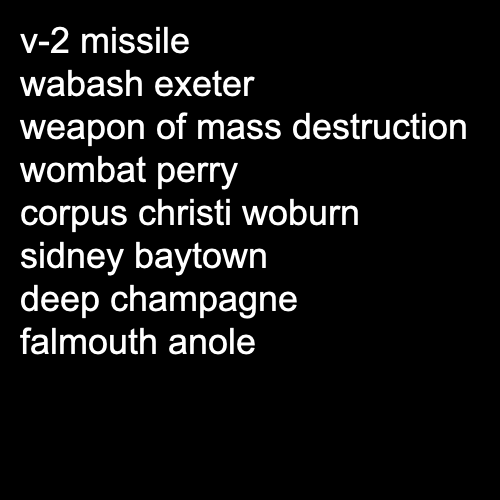 v-2 missile
wabash exeter
weapon of mass destruction
wombat perry
corpus christi woburn
sidney baytown
deep champagne
falmouth anole